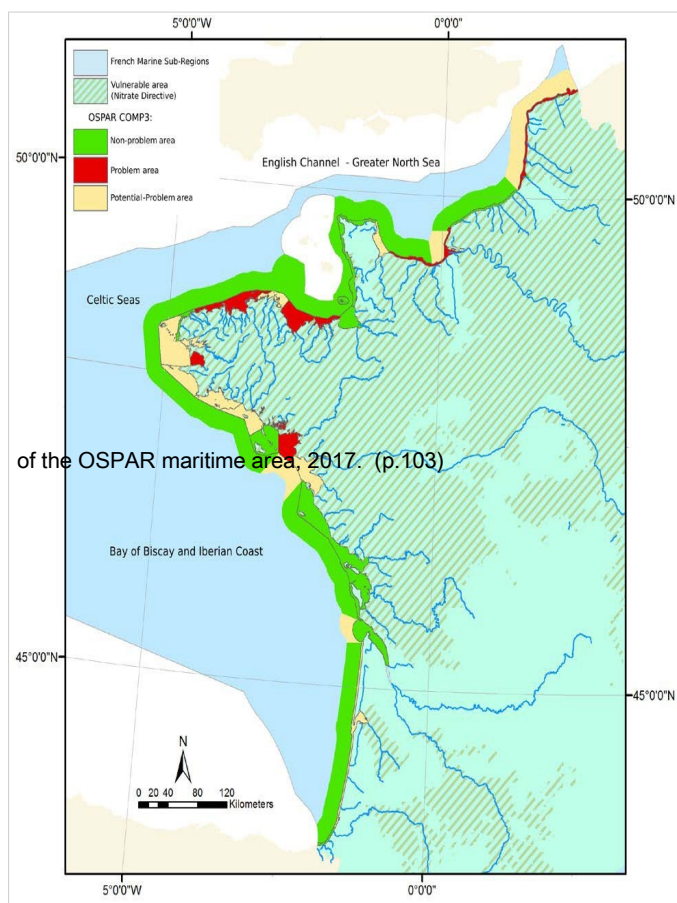 5°0'0"W
0°0'0"
French Marine Sub-Regions
Vulnerable area
(Nitrate Directive)
OSPAR COMP3:
Non-problem area
Problem area
Potential-Problem area
50°0'0"N
English Channel - Greater North Sea
50°0'0"N
Celtic Seas
of the OSPAR maritime area, 2017. (p.103)
Bay of Biscay and Iberian Coast
45°0'0"N
45°0'0"N
N
0 20 40 80 120
Kilometers
5°0'0"W
0°0'0"